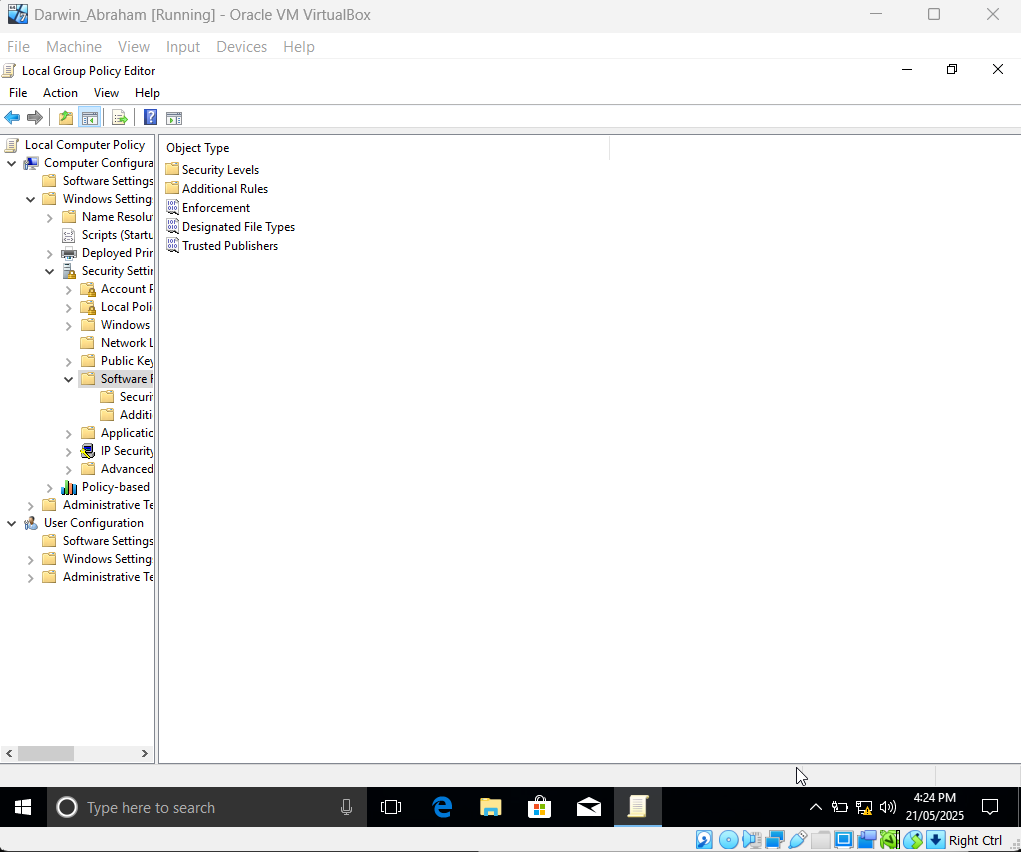 Darwin_Abraham [Running] - Oracle VM VirtualBox
File Machine View Input Devices Help
Local Group Policy Editor
File Action View Help
Local Computer Policy
Computer Configura
Software Settings
Windows Setting
Name Resolu
Scripts (Startu
Deployed Prin
Security Settin
Account P
Local Poli
Windows
Network L
Public Key
Software R
Securi
Additi
Applicatio
IP Security
Advanced
Policy-based
Administrative Te
User Configuration
Software Settings
Windows Setting
Administrative Te
Object Type
Security Levels
Additional Rules
Enforcement
Designated File Types
Trusted Publishers
Type here to search
4:24 PM
21/05/2025
Right Ctrl